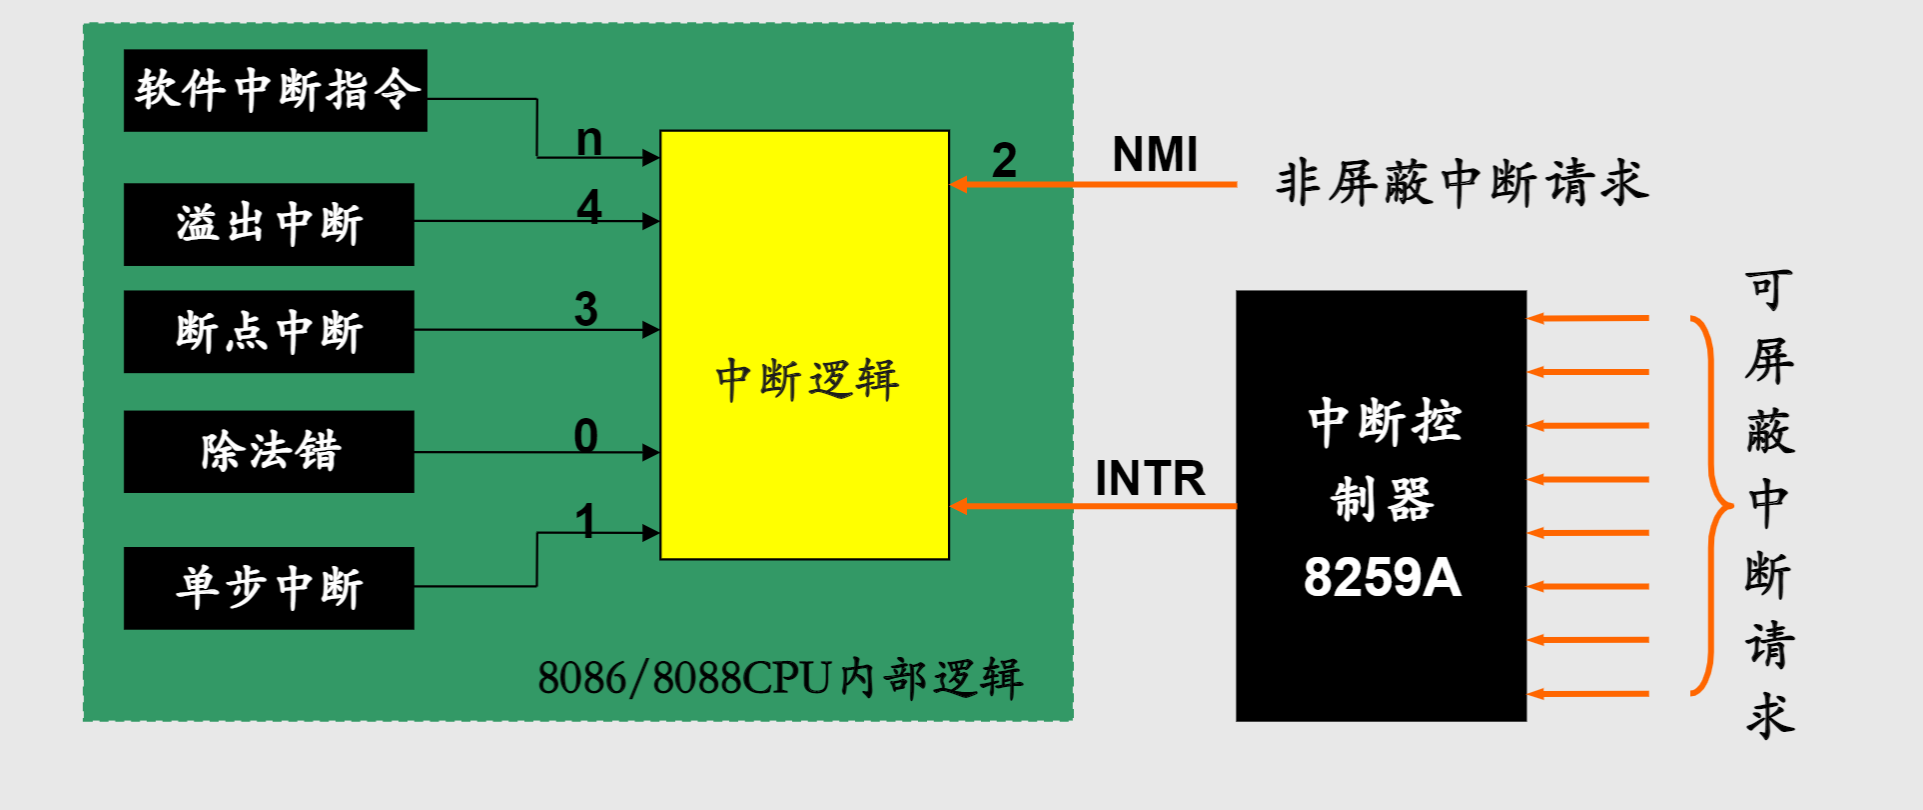 软件中断指令
n
溢出中断
4
断点中断
3
除法错
0
单步中断
1
中断逻辑
8086/8088CPU内部逻辑
2
NMI
非屏蔽中断请求
INTR
中断控
制器
8259A
可屏蔽中断请求